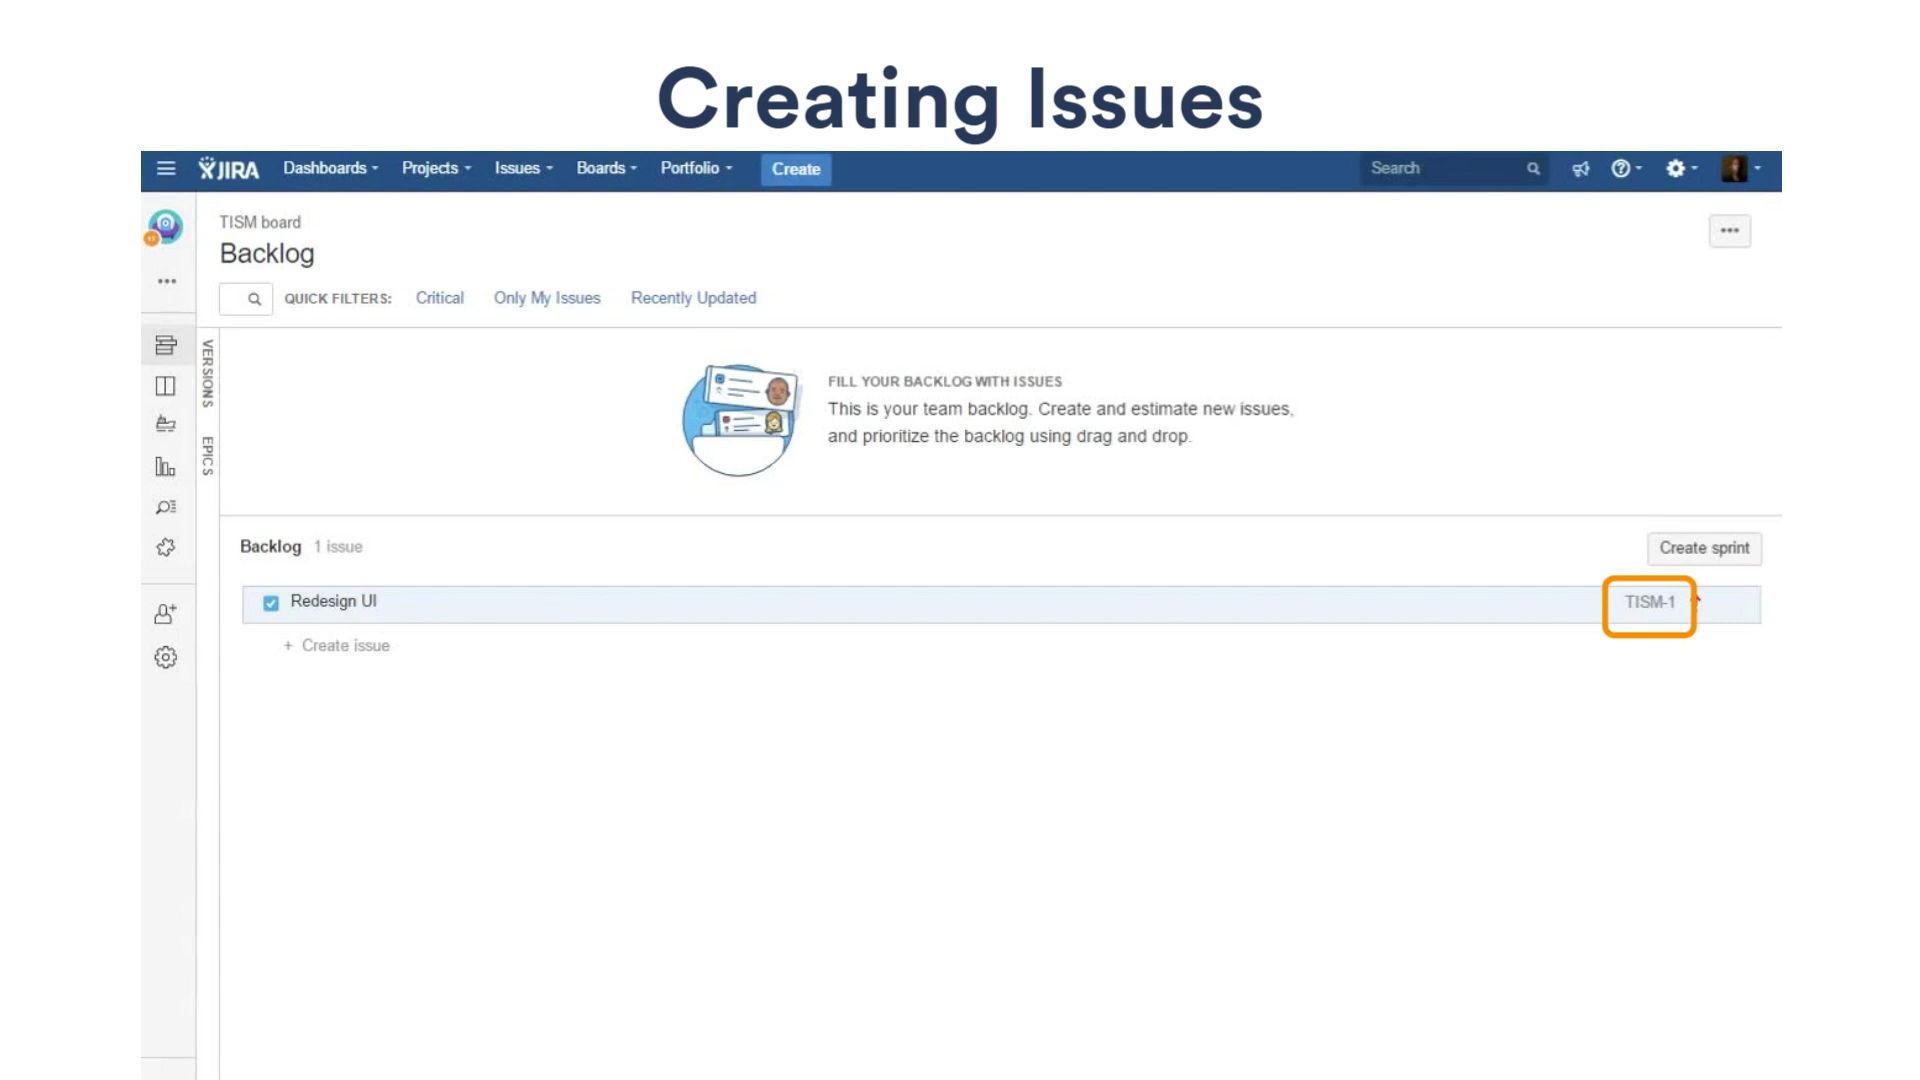 Creating Issues
JIRA Dashboards Projects Issues Boards Portfolio Create Search
TISM board
Backlog
QUICK FILTERS: Critical Only My Issues Recently Updated
VERSIONS
EPICS
FILL YOUR BACKLOG WITH ISSUES
This is your team backlog. Create and estimate new issues,
and prioritize the backlog using drag and drop.
Backlog 1 issue Create sprint
Redesign UI TISM-1
+ Create issue